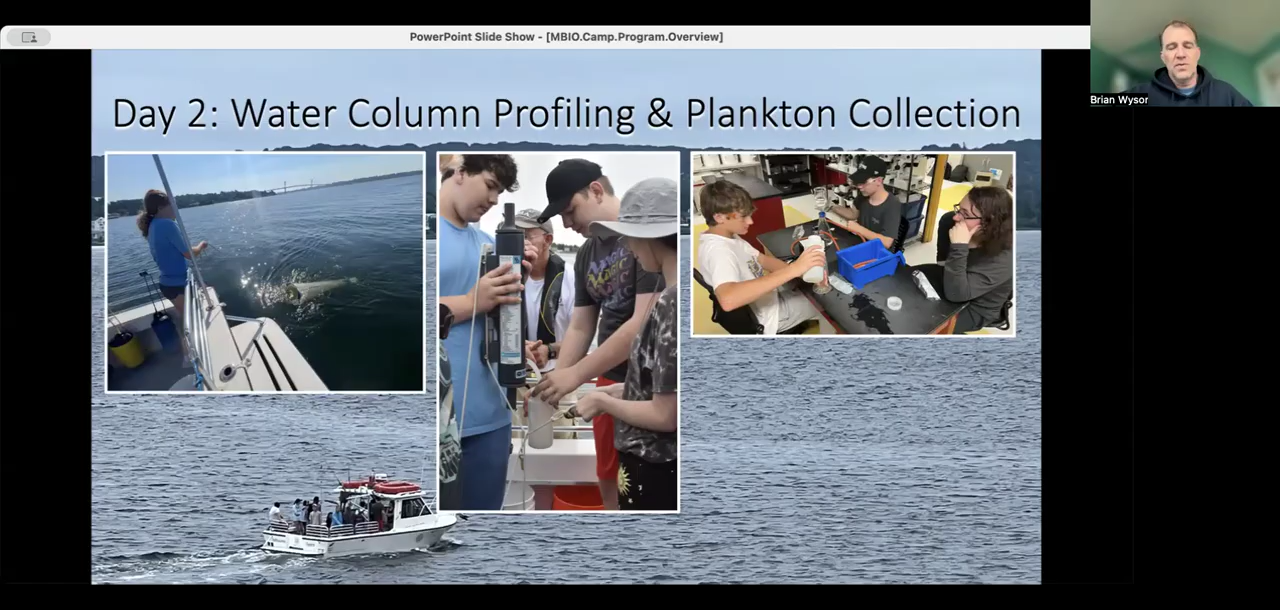 PowerPoint Slide Show - [MBIO.Camp.Program.Overview]
Brian Wysor
Day 2: Water Column Profiling & Plankton Collection